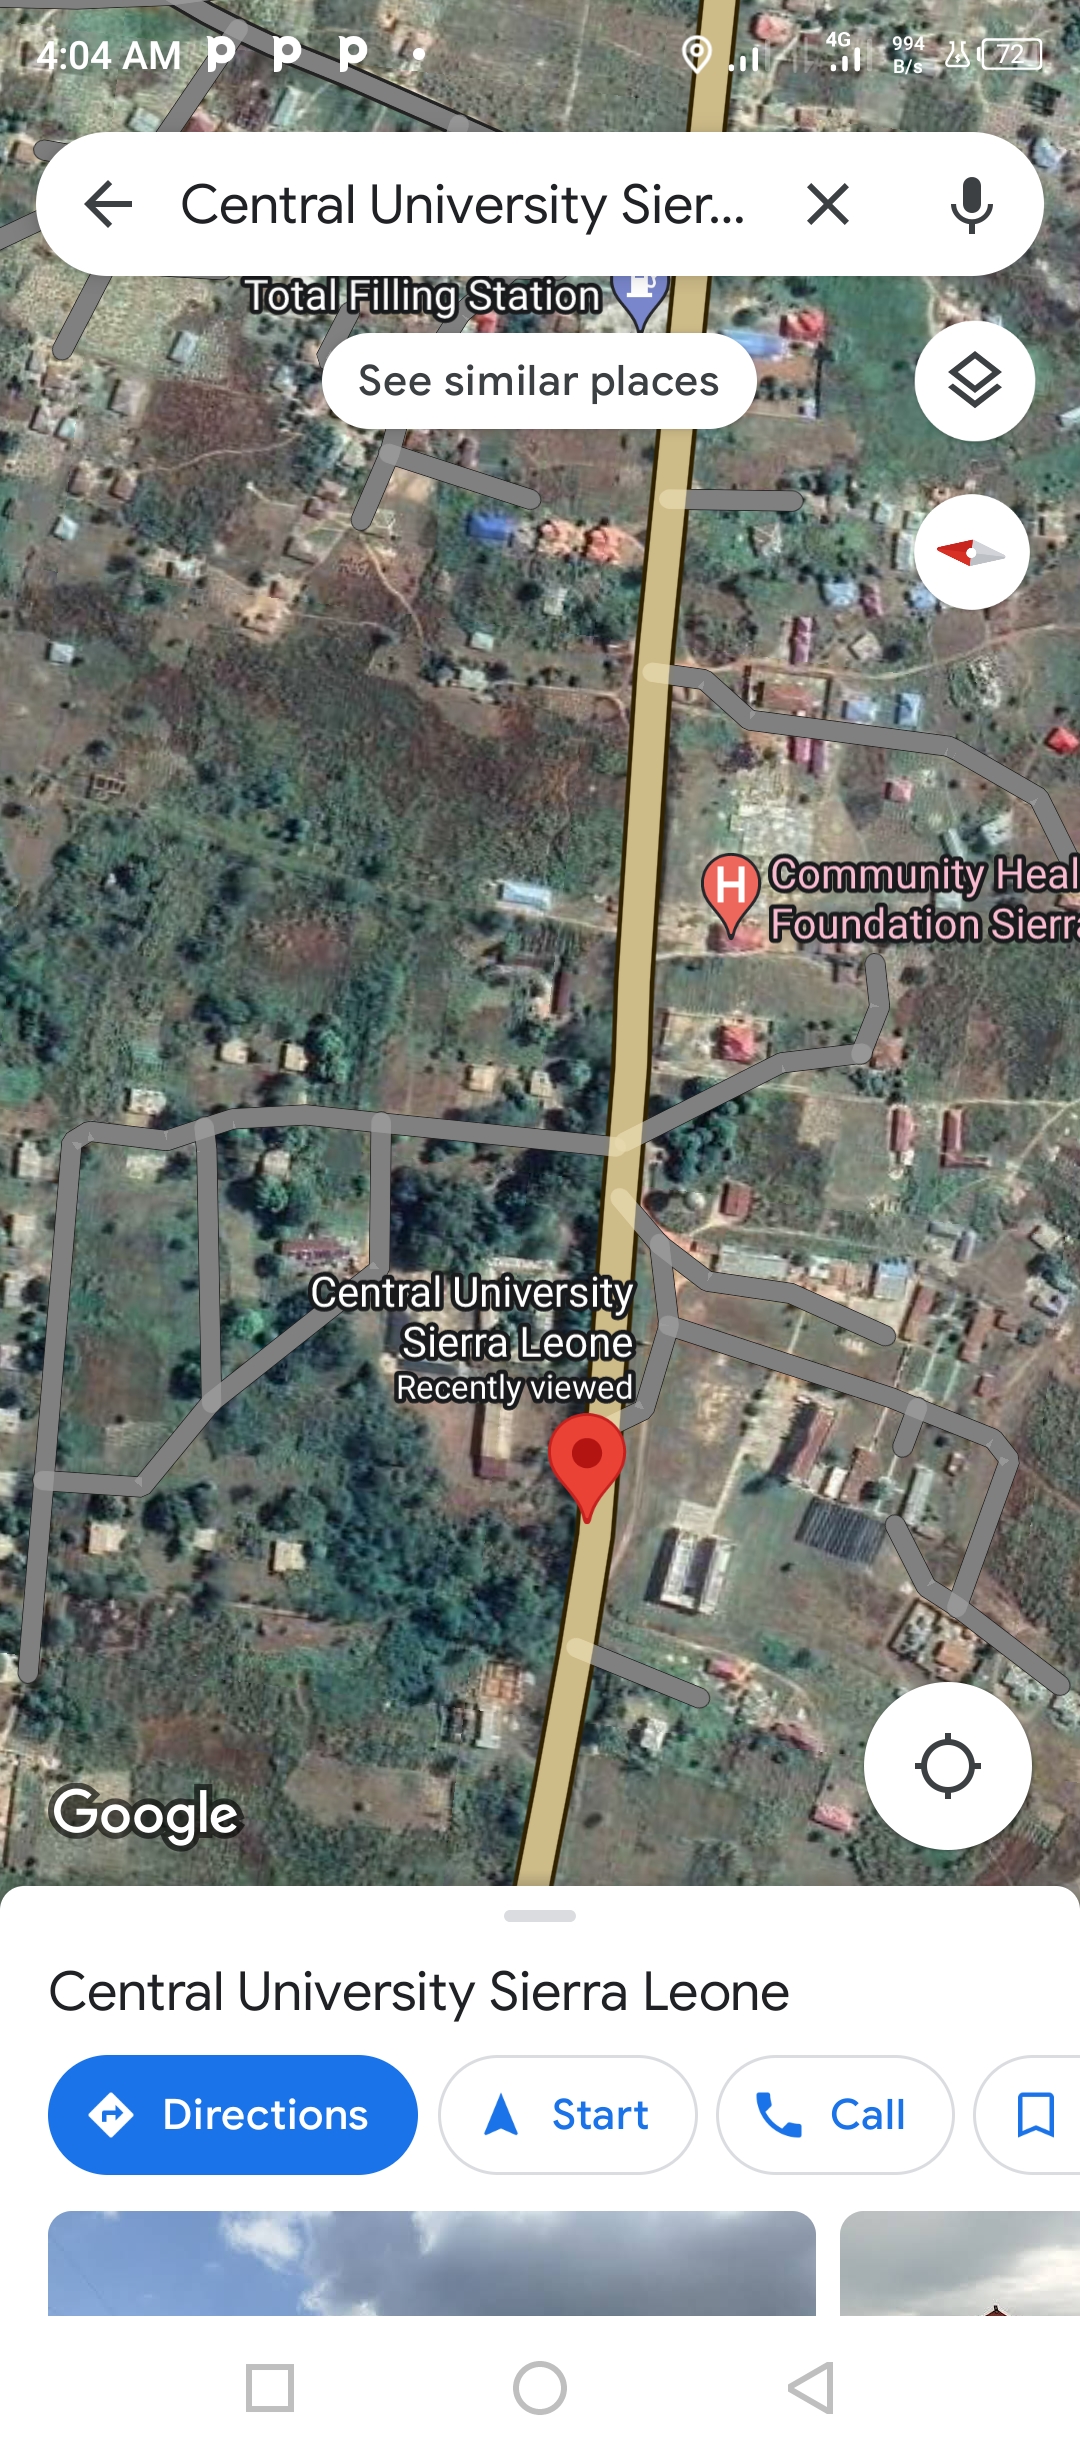 4:04 AM
4G
994
B/s
72
Central University Sier...
Total Filling Station
See similar places
H
Community Heal
Foundation Sierra
Central University
Sierra Leone
Recently viewed
Google
Central University Sierra Leone
Directions
Start
Call